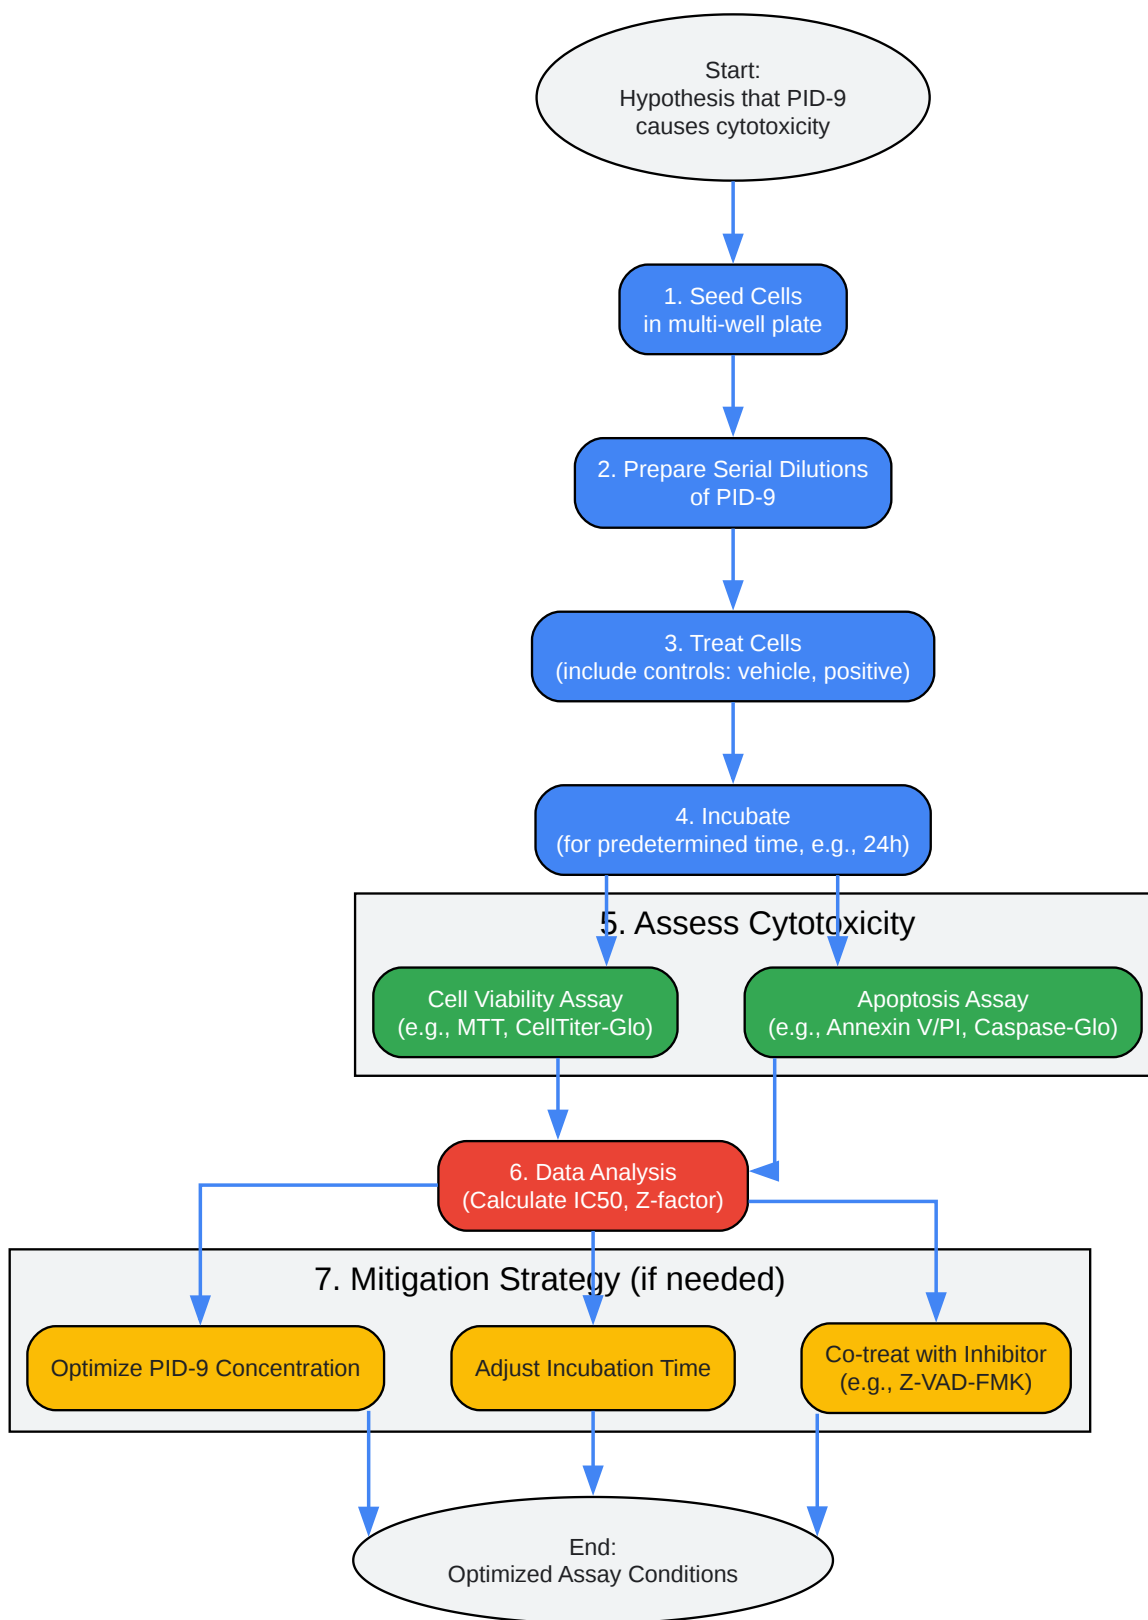 Start:
Hypothesis that PID-9
causes cytotoxicity
1. Seed Cells
in multi-well plate
2. Prepare Serial Dilutions
of PID-9
3. Treat Cells
(include controls: vehicle, positive)
4. Incubate
(for predetermined time, e.g., 24h)
5. Assess Cytotoxicity
Cell Viability Assay
(e.g., MTT, CellTiter-Glo)
Apoptosis Assay
(e.g., Annexin V/PI, Caspase-Glo)
6. Data Analysis
(Calculate IC50, Z-factor)
7. Mitigation Strategy (if needed)
Optimize PID-9 Concentration
Adjust Incubation Time
Co-treat with Inhibitor
(e.g., Z-VAD-FMK)
End:
Optimized Assay Conditions